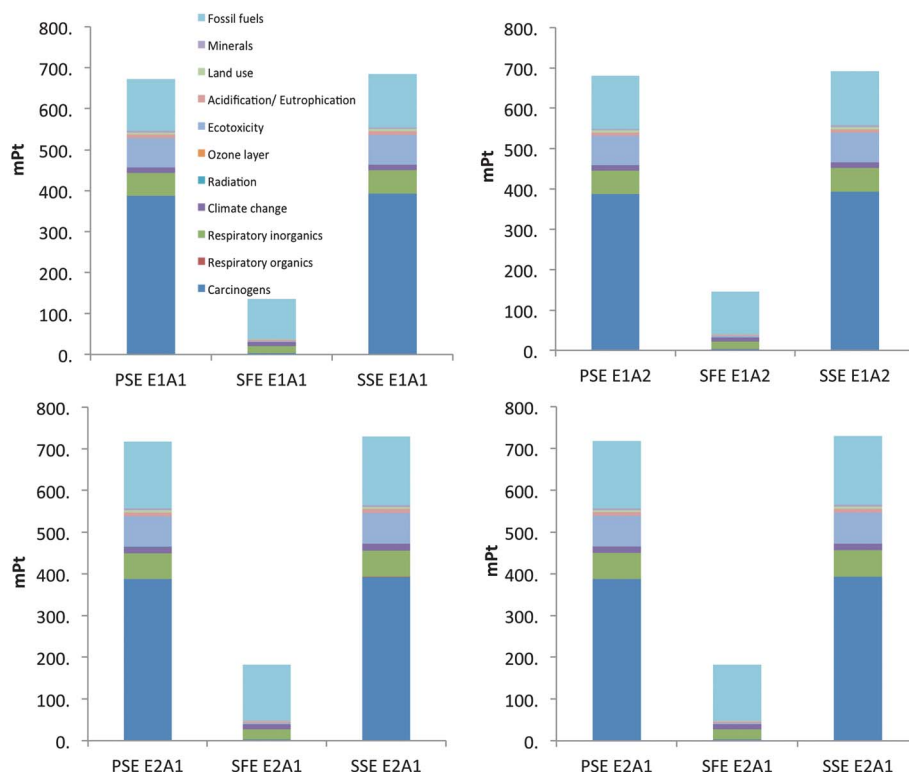 800.
700.
600.
500.
400.
300.
200.
100.
0.
mPt
Fossil fuels
Minerals
Land use
Acidification/ Eutrophication
Ecotoxicity
Ozone layer
Radiation
Climate change
Respiratory inorganics
Respiratory organics
Carcinogens
PSE E1A1 SFE E1A1 SSE E1A1
800.
700.
600.
500.
400.
300.
200.
100.
0.
mPt
PSE E1A2 SFE E1A2 SSE E1A2
800.
700.
600.
500.
400.
300.
200.
100.
0.
mPt
PSE E2A1 SFE E2A1 SSE E2A1
800.
700.
600.
500.
400.
300.
200.
100.
0.
mPt
PSE E2A1 SFE E2A1 SSE E2A1